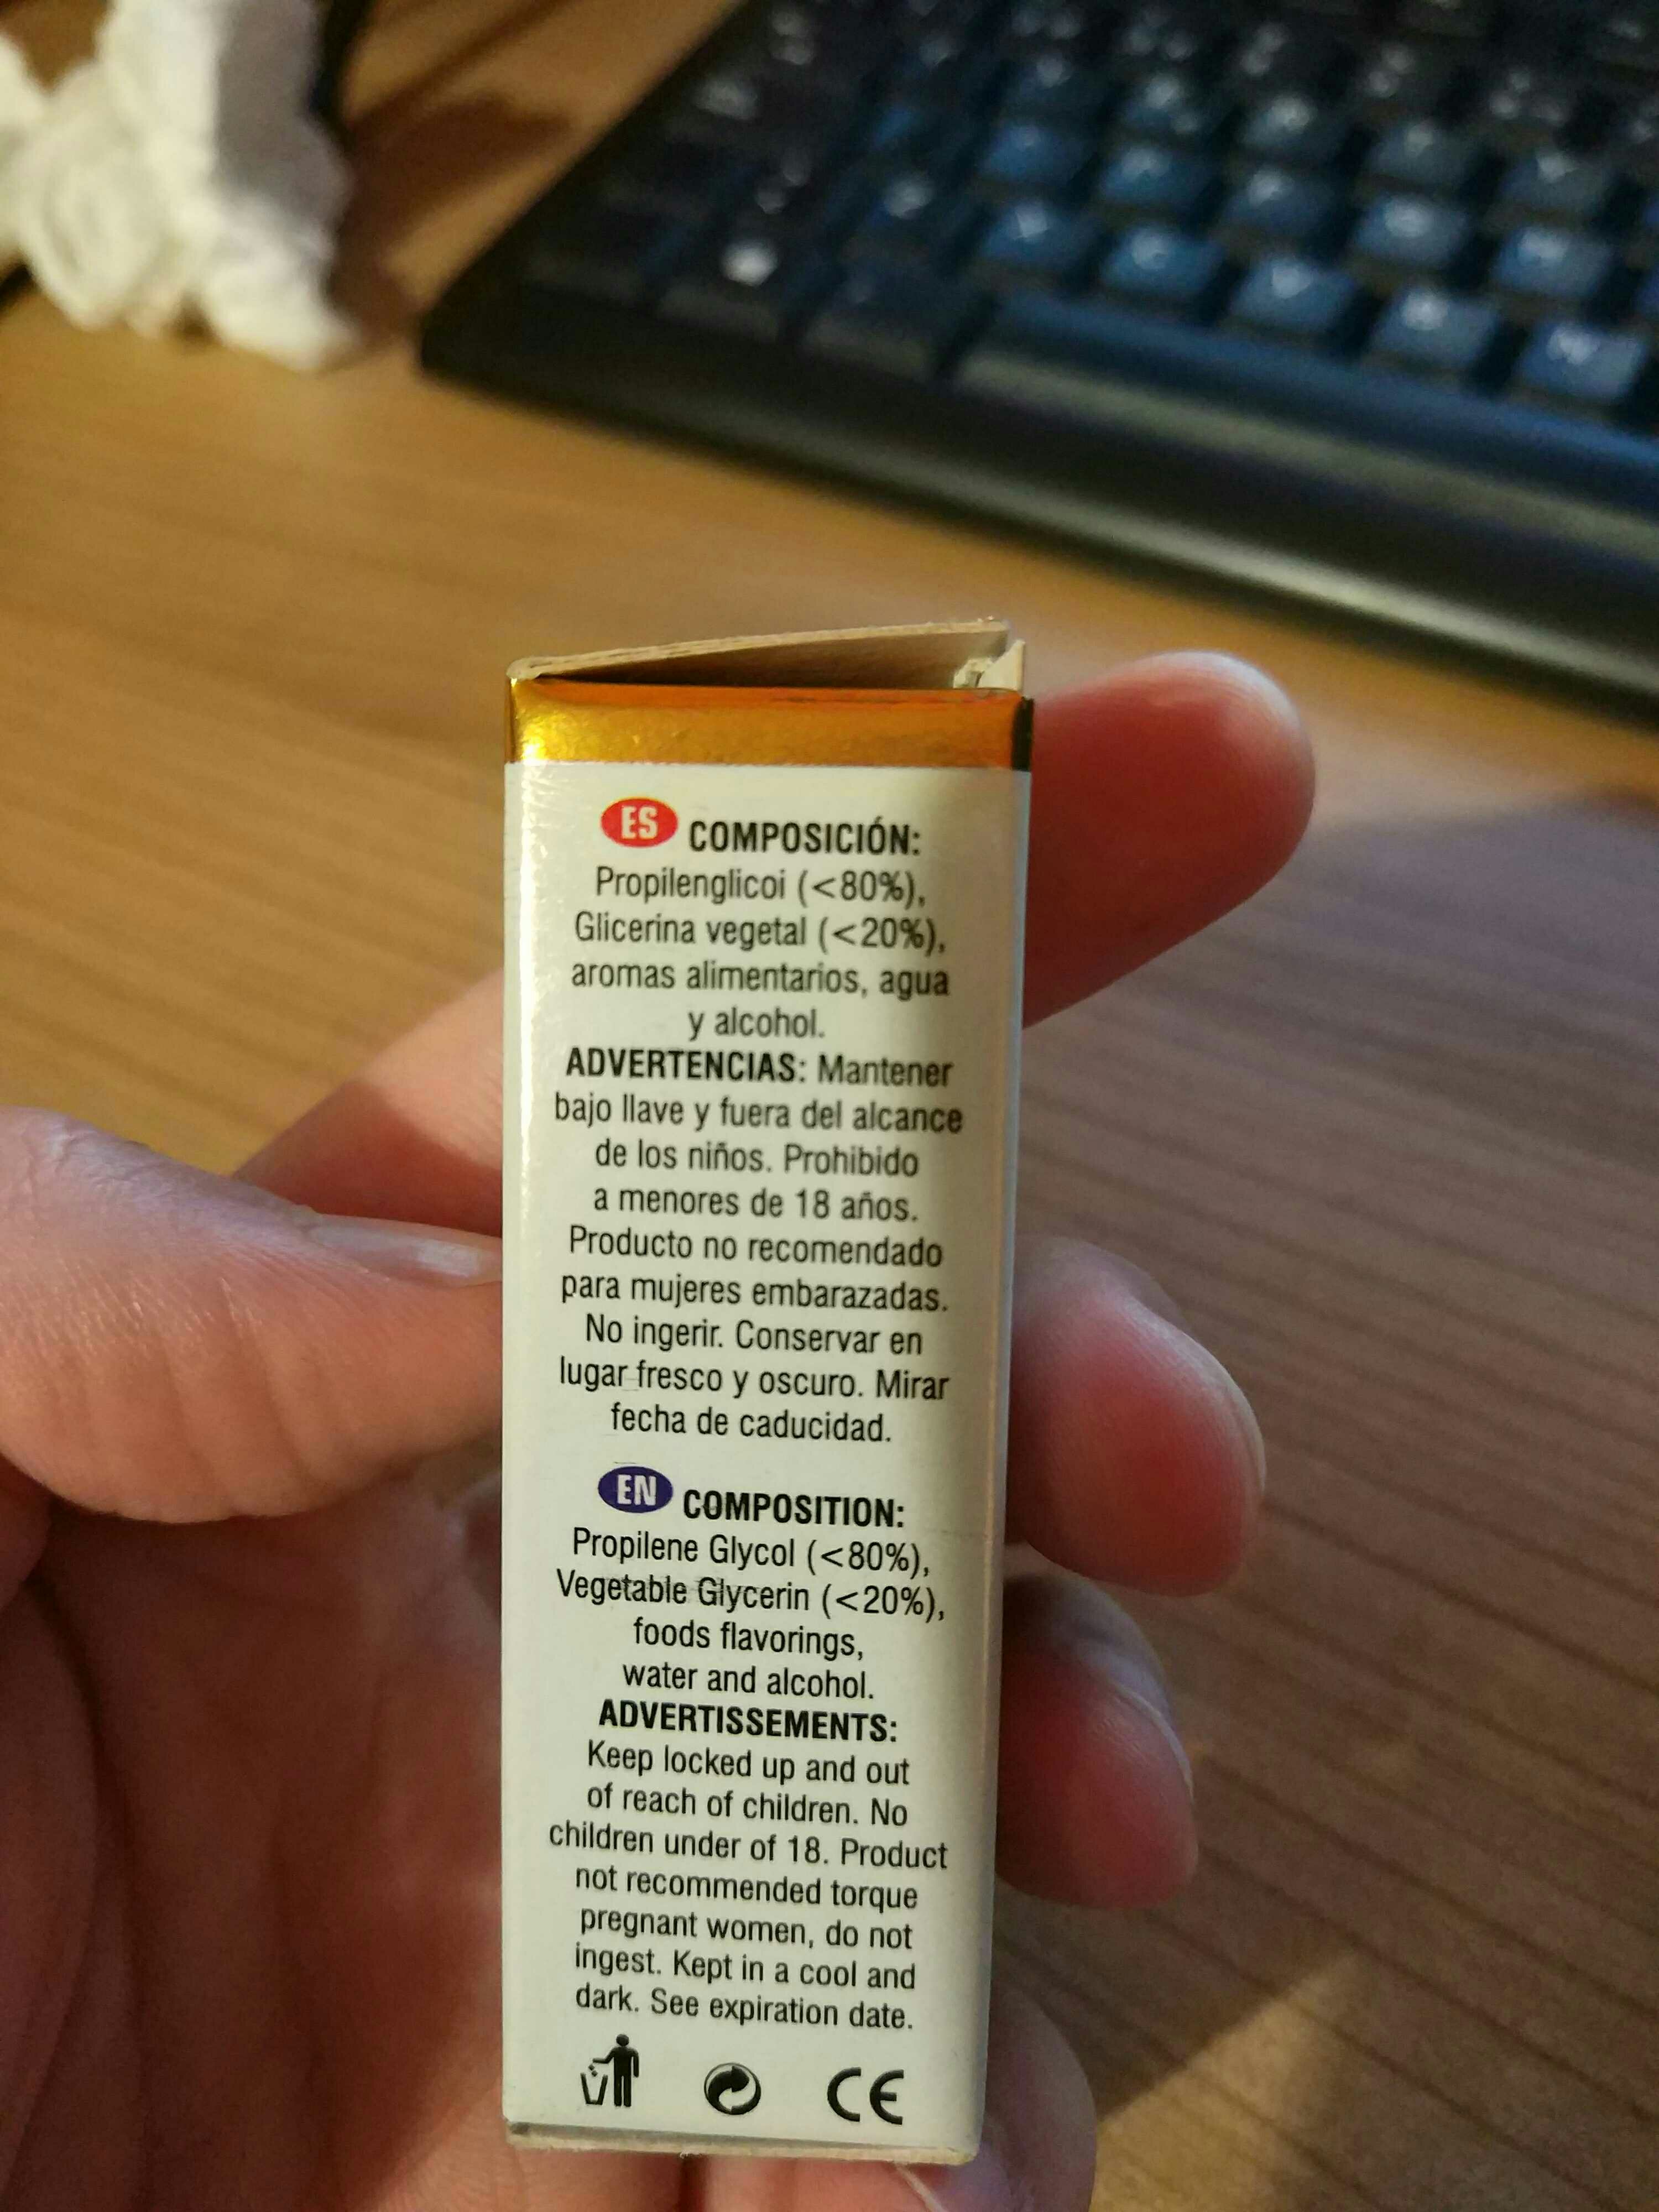 ES COMPOSICIÓN:
Propilenglicoi (<80%),
Glicerina vegetal (<20%),
aromas alimentarios, agua
y alcohol.
ADVERTENCIAS: Mantener
bajo llave y fuera del alcance
de los niños. Prohibido
a menores de 18 años.
Producto no recomendado
para mujeres embarazadas.
No ingerir. Conservar en
lugar fresco y oscuro. Mirar
fecha de caducidad.
EN COMPOSITION:
Propilene Glycol (<80%),
Vegetable Glycerin (<20%),
foods flavorings,
water and alcohol.
ADVERTISSEMENTS:
Keep locked up and out
of reach of children. No
children under of 18. Product
not recommended torque
pregnant women, do not
ingest. Kept in a cool and
dark. See expiration date.
CE